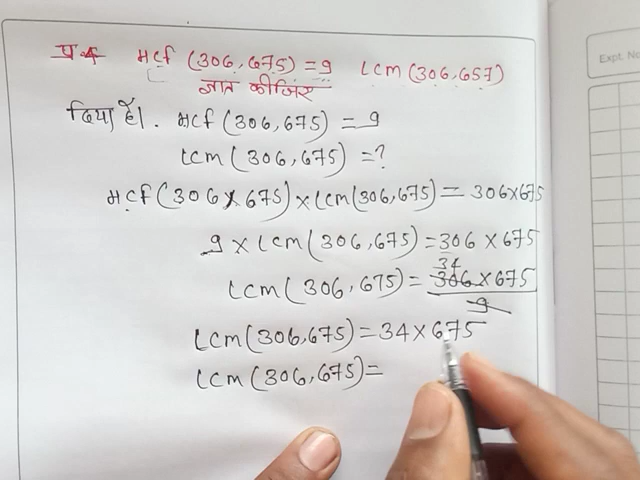 प्र.4 HCF (306,675) = 9 LCM (306,657)
ज्ञात कीजिए
दिया है। HCF (306,675) = 9
LCM (306,675) = ?
HCF (306 × 675) × LCM (306,675) = 306×675
9 × LCM (306,675) = 306 × 675
34
LCM (306,675) = 306 × 675
9
LCM (306,675) = 34 × 675
LCM (306,675) =
Expt. No